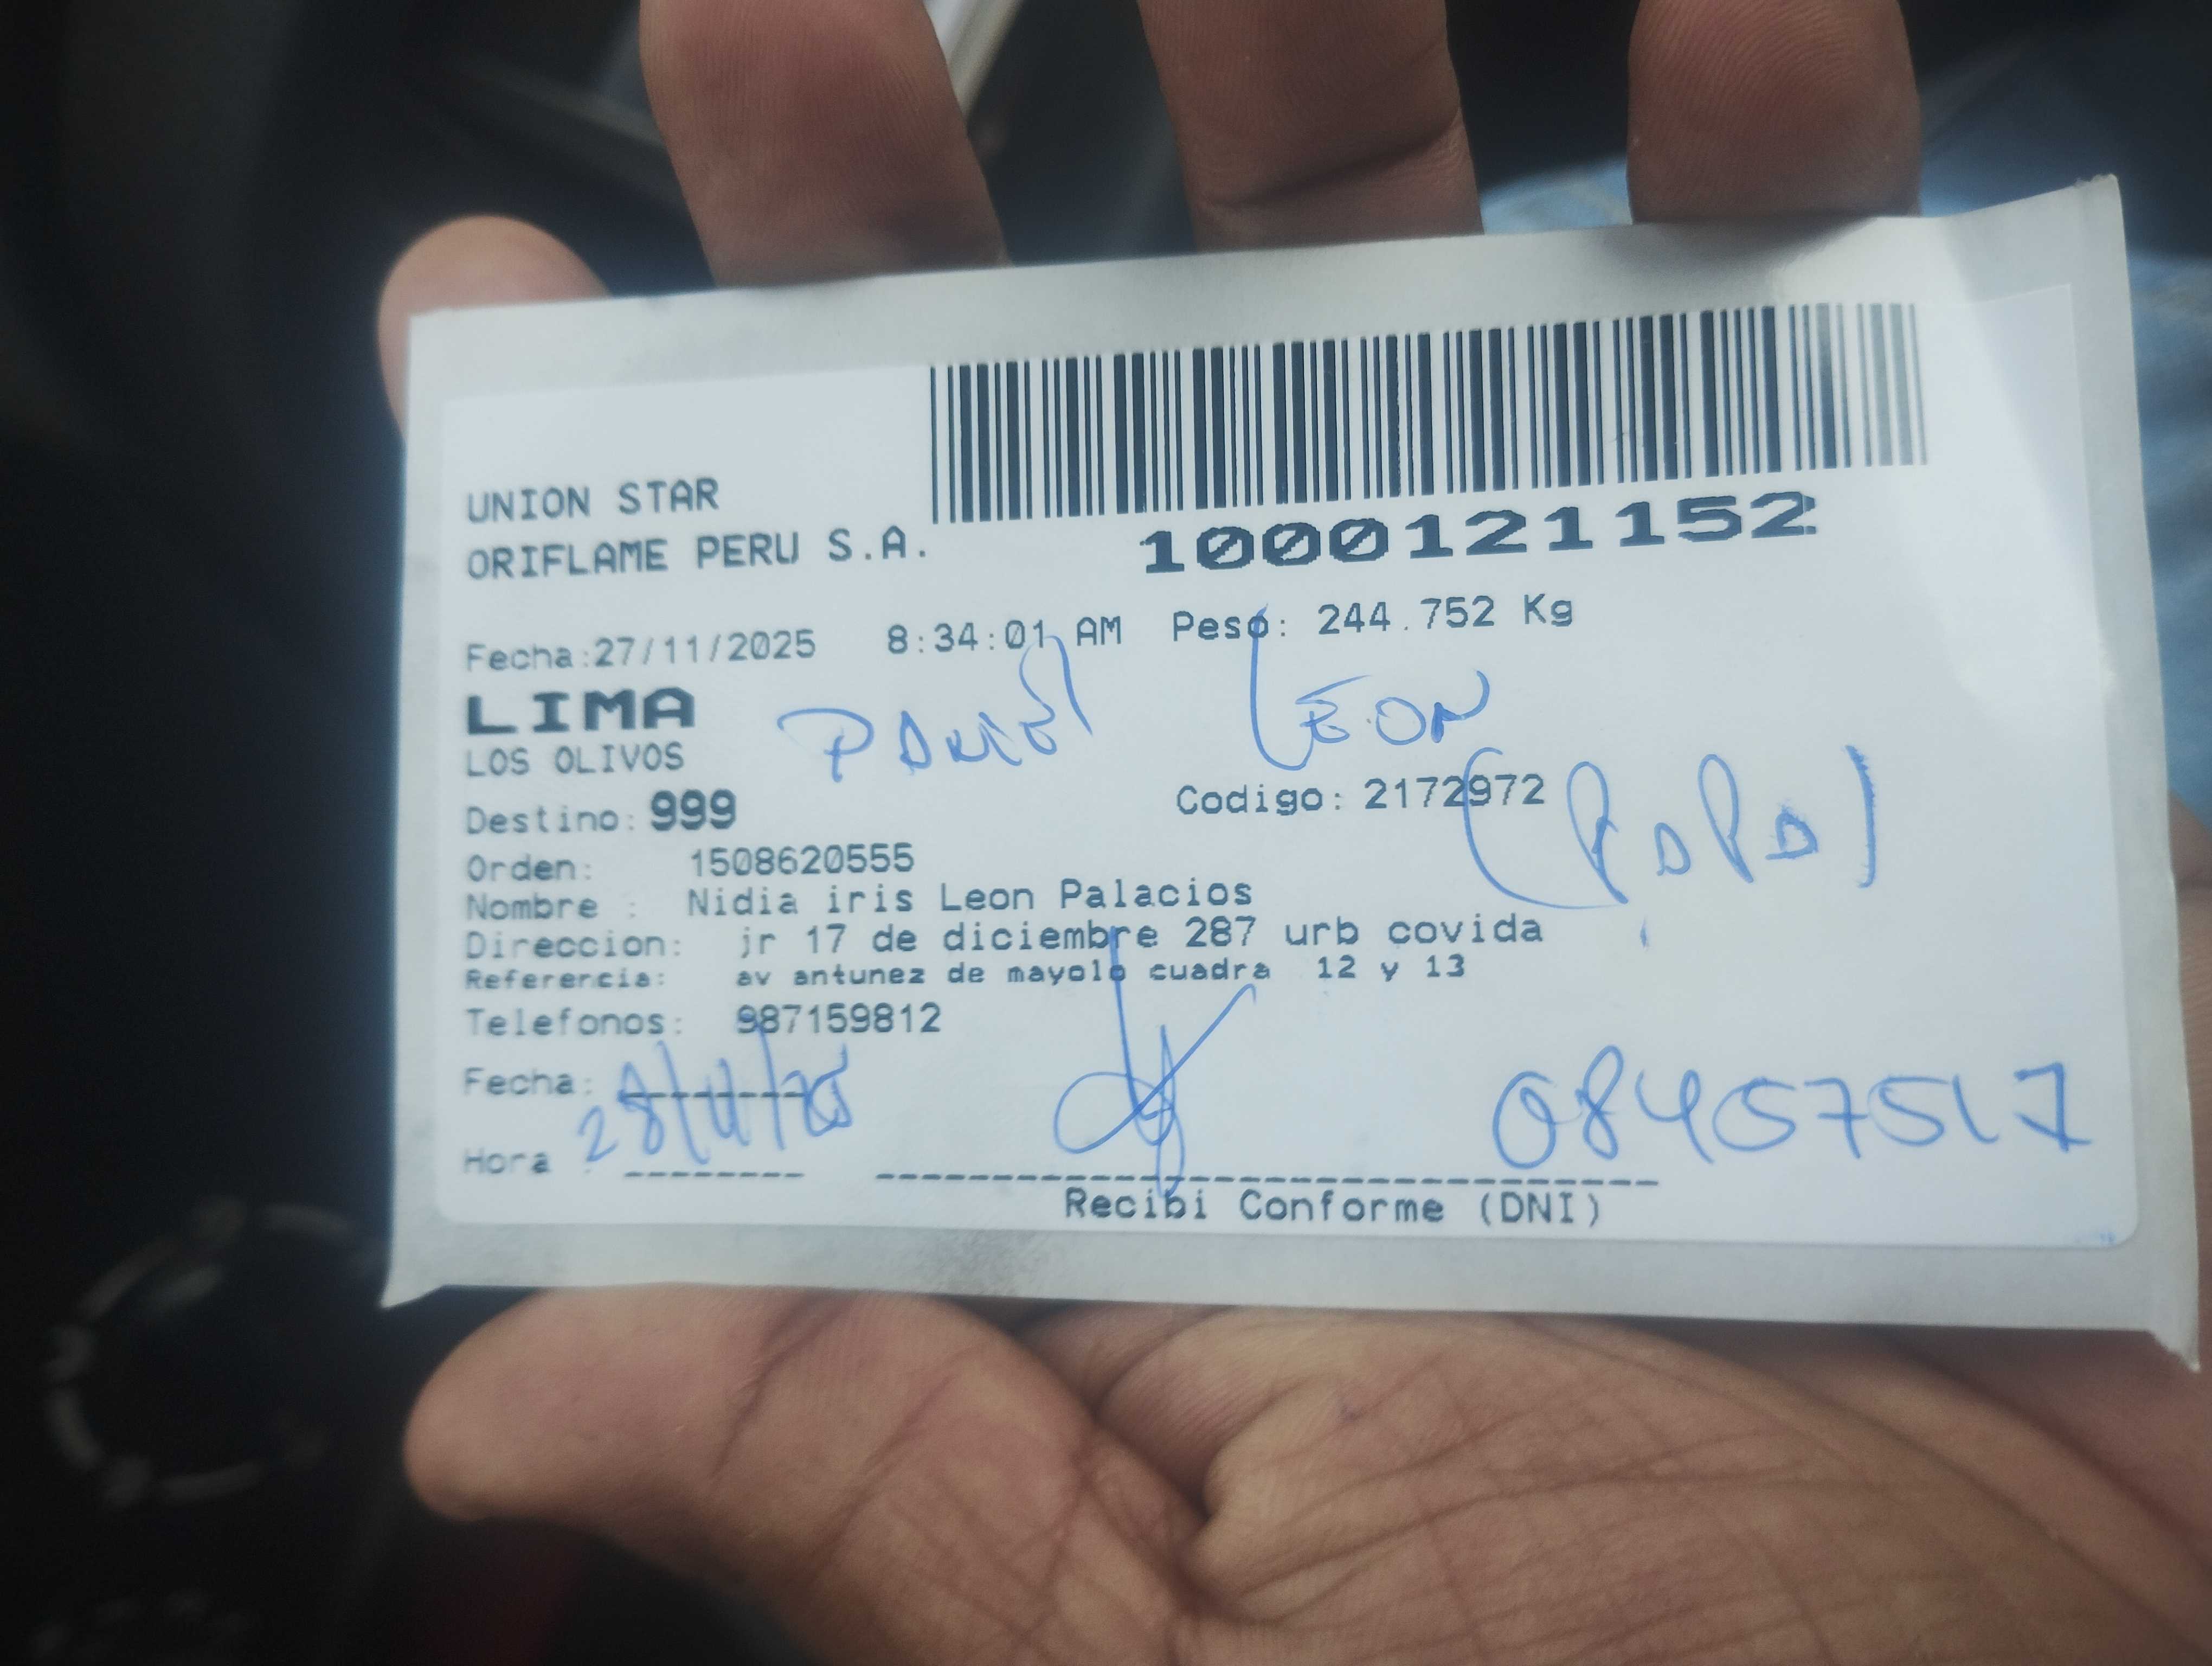 UNION STAR
ORIFLAME PERU S.A.
1000121152
Fecha:27/11/2025 8:34:01 AM Peso: 244.752 Kg
LIMA
LEON
LOS OLIVOS
Destino: 999 Codigo: 2172972
(PAPA)
Orden: 1508620555
Nombre : Nidia iris Leon Palacios
Direccion: jr 17 de diciembre 287 urb covida
Referencia: av antunez de mayolo cuadra 12 y 13
Telefonos: 987159812
Fecha: 28/11/25
08457517
Hora :
Recibi Conforme (DNI)